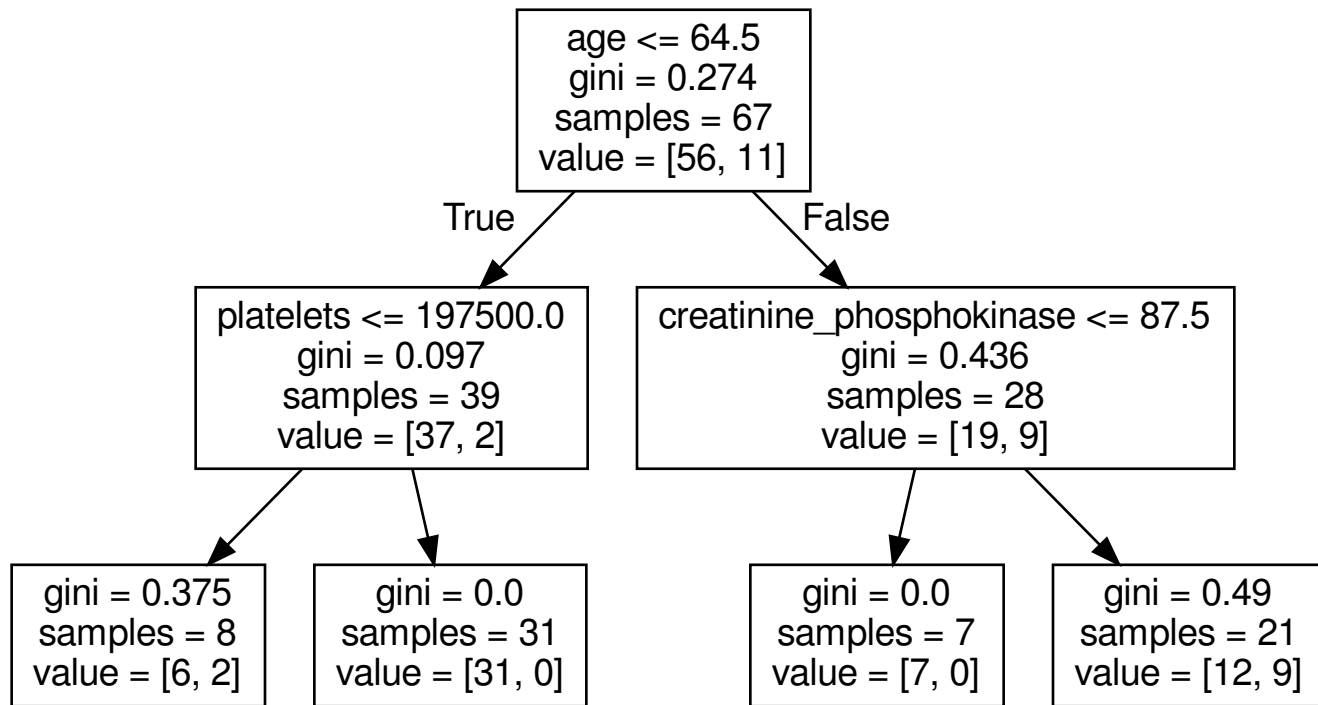 age <= 64.5
gini = 0.274
samples = 67
value = [56, 11]
True
False
platelets <= 197500.0
gini = 0.097
samples = 39
value = [37, 2]
creatinine_phosphokinase <= 87.5
gini = 0.436
samples = 28
value = [19, 9]
gini = 0.375
samples = 8
value = [6, 2]
gini = 0.0
samples = 31
value = [31, 0]
gini = 0.0
samples = 7
value = [7, 0]
gini = 0.49
samples = 21
value = [12, 9]